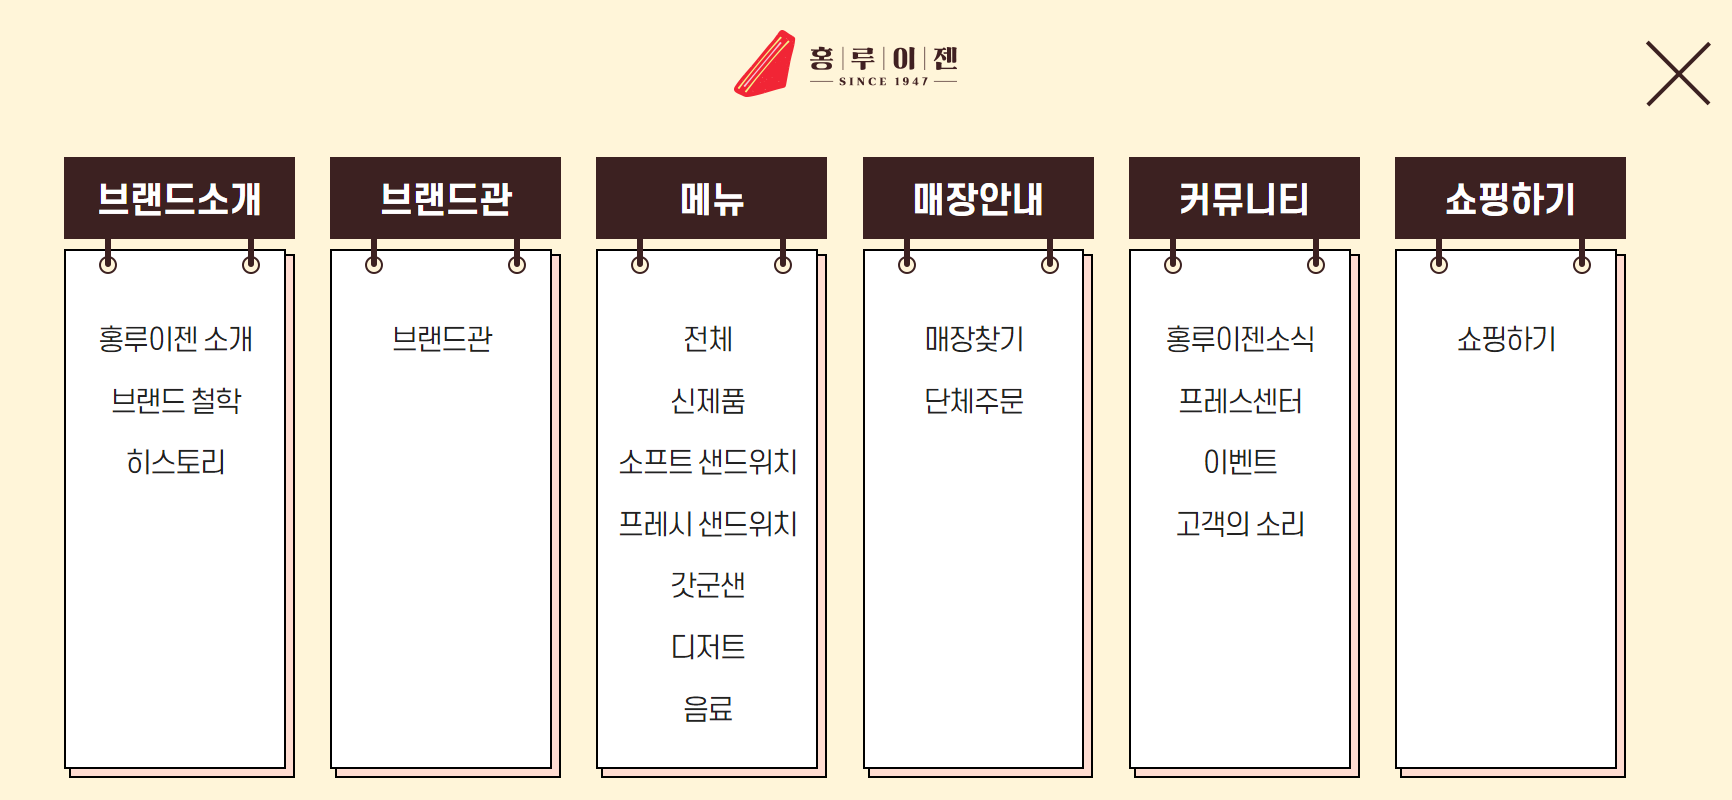 홍루이젠
SINCE 1947
브랜드소개
홍루이젠 소개
브랜드 철학
히스토리
브랜드관
브랜드관
메뉴
전체
신제품
소프트 샌드위치
프레시 샌드위치
갓군샌
디저트
음료
매장안내
매장찾기
단체주문
커뮤니티
홍루이젠소식
프레스센터
이벤트
고객의 소리
쇼핑하기
쇼핑하기